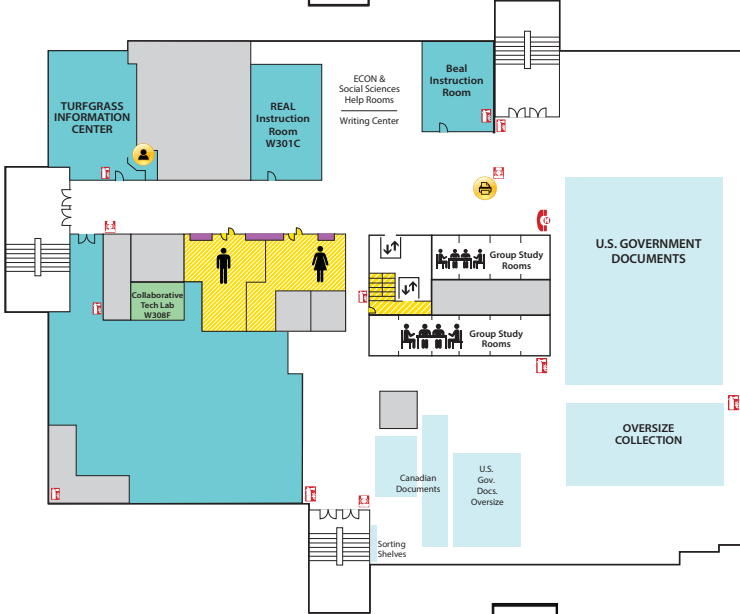 TURFGRASS
INFORMATION
CENTER
REAL
Instruction
Room
W301C
ECON &
Social Sciences
Help Rooms
Writing Center
Beal
Instruction
Room
U.S. GOVERNMENT
DOCUMENTS
Group Study
Rooms
Collaborative
Tech Lab
W308F
Group Study
Rooms
OVERSIZE
COLLECTION
Canadian
Documents
U.S.
Gov.
Docs.
Oversize
Sorting
Shelves